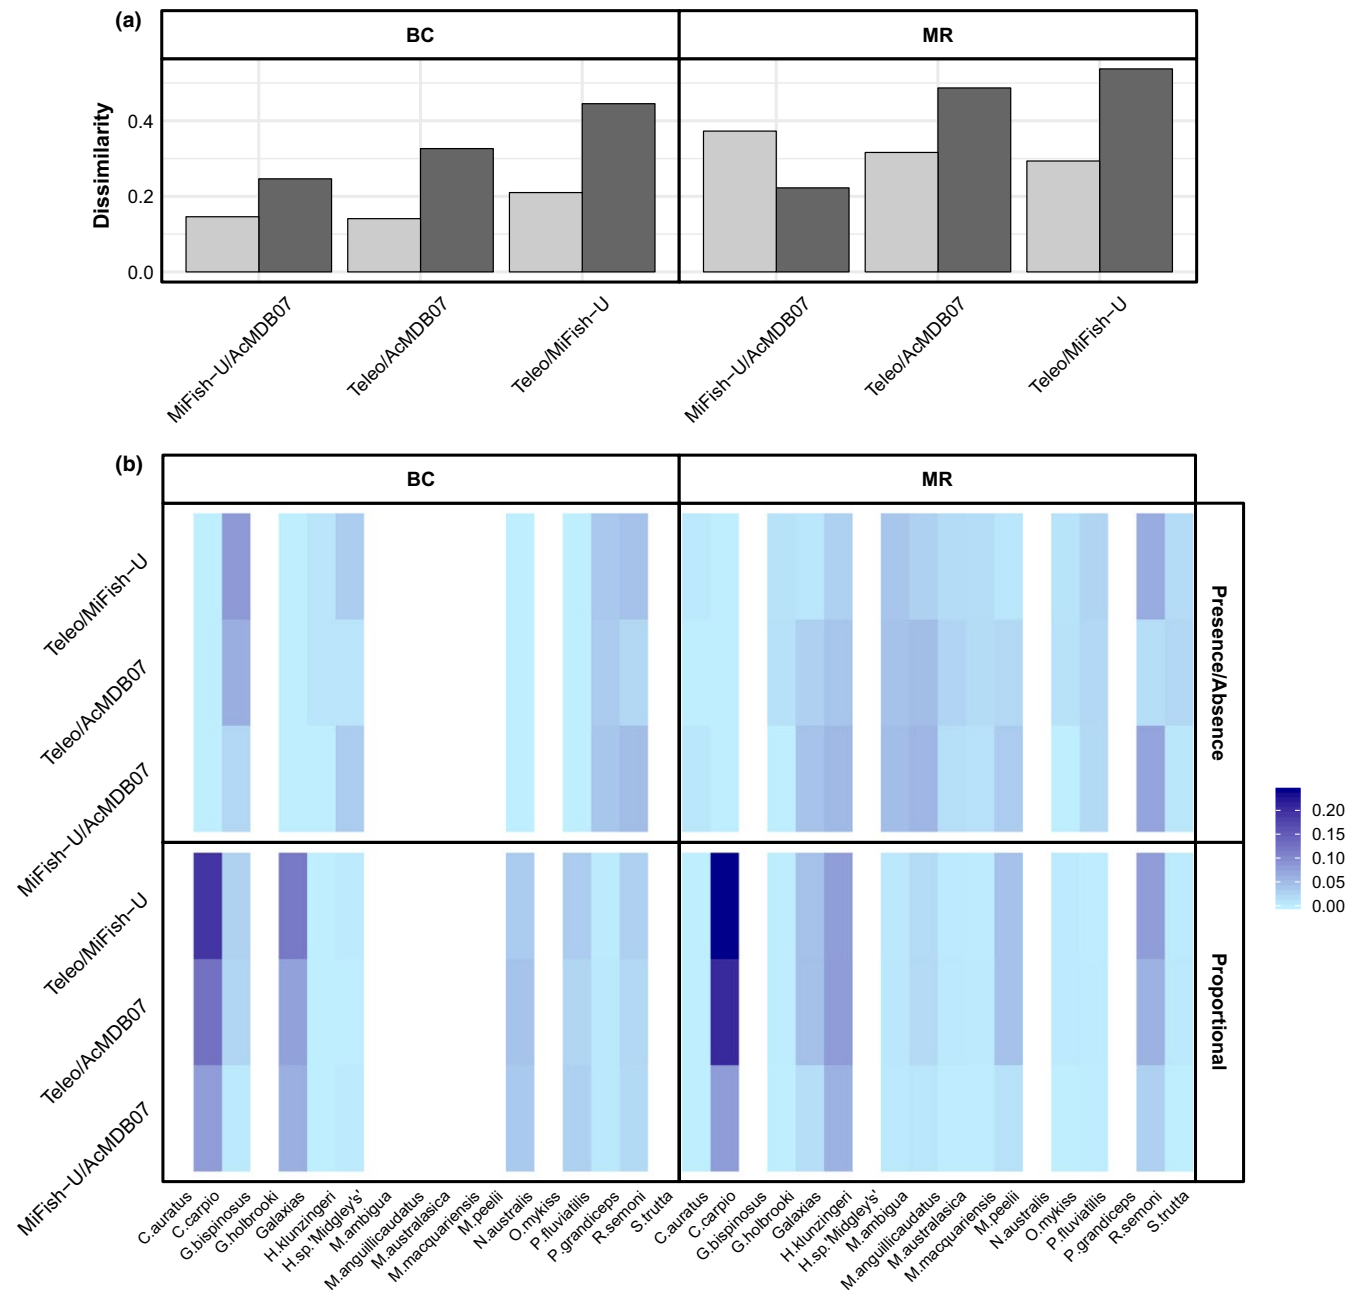 (a)
BC
MR
Dissimilarity
0.4
0.2
0.0
MiFish−U/AcMDB07
Teleo/AcMDB07
Teleo/MiFish−U
MiFish−U/AcMDB07
Teleo/AcMDB07
Teleo/MiFish−U
(b)
BC
MR
Teleo/MiFish−U
Teleo/AcMDB07
MiFish−U/AcMDB07
Presence/Absence
Teleo/MiFish−U
Teleo/AcMDB07
MiFish−U/AcMDB07
Proportional
0.20
0.15
0.10
0.05
0.00
C.auratus
C.carpio
G.bispinosus
G.holbrooki
Galaxias
H.klunzingeri
H.sp.'Midgley's'
M.ambigua
M.anguillicaudatus
M.australasica
M.macquariensis
M.peelii
N.australis
O.mykiss
P.fluviatilis
P.grandiceps
R.semoni
S.trutta
C.auratus
C.carpio
G.bispinosus
G.holbrooki
Galaxias
H.klunzingeri
H.sp.'Midgley's'
M.ambigua
M.anguillicaudatus
M.australasica
M.macquariensis
M.peelii
N.australis
O.mykiss
P.fluviatilis
P.grandiceps
R.semoni
S.trutta